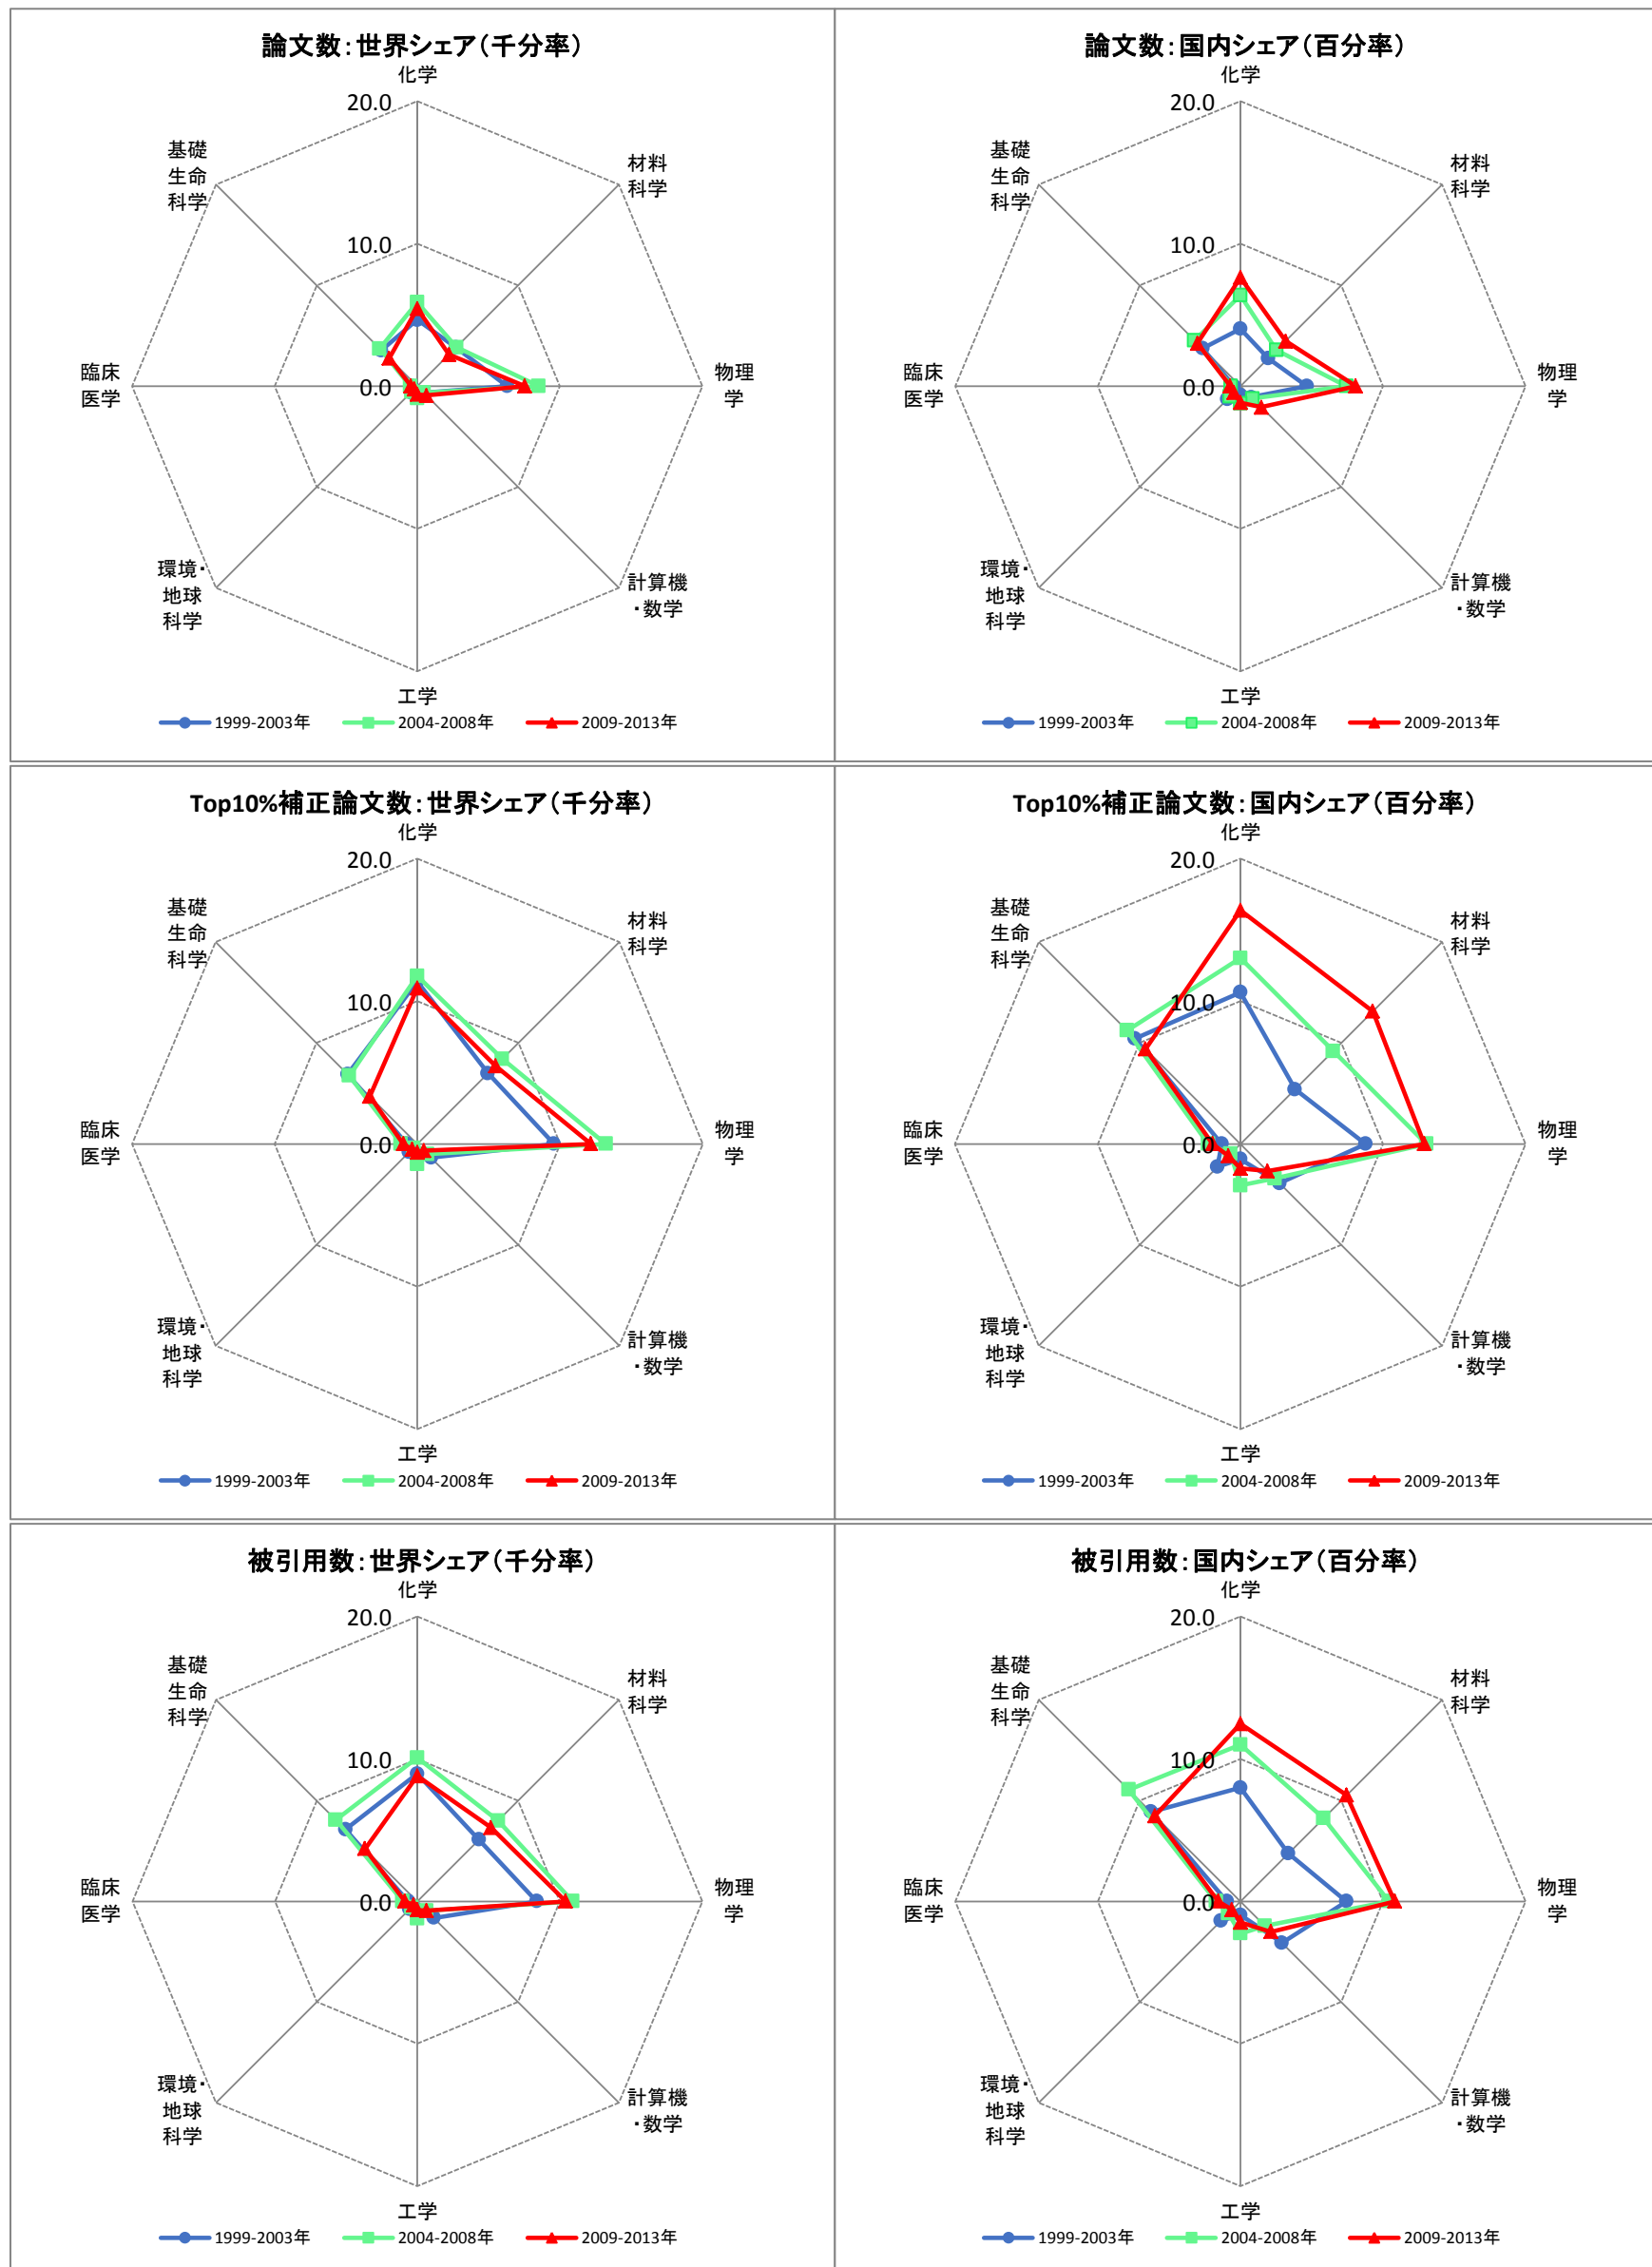 論文数：世界シェア（千分率）
化学
20.0
10.0
0.0
材料
科学
物理
学
計算機
・数学
工学
環境・
地球
科学
臨床
医学
基礎
生命
科学
1999-2003年
2004-2008年
2009-2013年
論文数：国内シェア（百分率）
化学
20.0
10.0
0.0
材料
科学
物理
学
計算機
・数学
工学
環境・
地球
科学
臨床
医学
基礎
生命
科学
1999-2003年
2004-2008年
2009-2013年
Top10%補正論文数：世界シェア（千分率）
化学
20.0
10.0
0.0
材料
科学
物理
学
計算機
・数学
工学
環境・
地球
科学
臨床
医学
基礎
生命
科学
1999-2003年
2004-2008年
2009-2013年
Top10%補正論文数：国内シェア（百分率）
化学
20.0
10.0
0.0
材料
科学
物理
学
計算機
・数学
工学
環境・
地球
科学
臨床
医学
基礎
生命
科学
1999-2003年
2004-2008年
2009-2013年
被引用数：世界シェア（千分率）
化学
20.0
10.0
0.0
材料
科学
物理
学
計算機
・数学
工学
環境・
地球
科学
臨床
医学
基礎
生命
科学
1999-2003年
2004-2008年
2009-2013年
被引用数：国内シェア（百分率）
化学
20.0
10.0
0.0
材料
科学
物理
学
計算機
・数学
工学
環境・
地球
科学
臨床
医学
基礎
生命
科学
1999-2003年
2004-2008年
2009-2013年